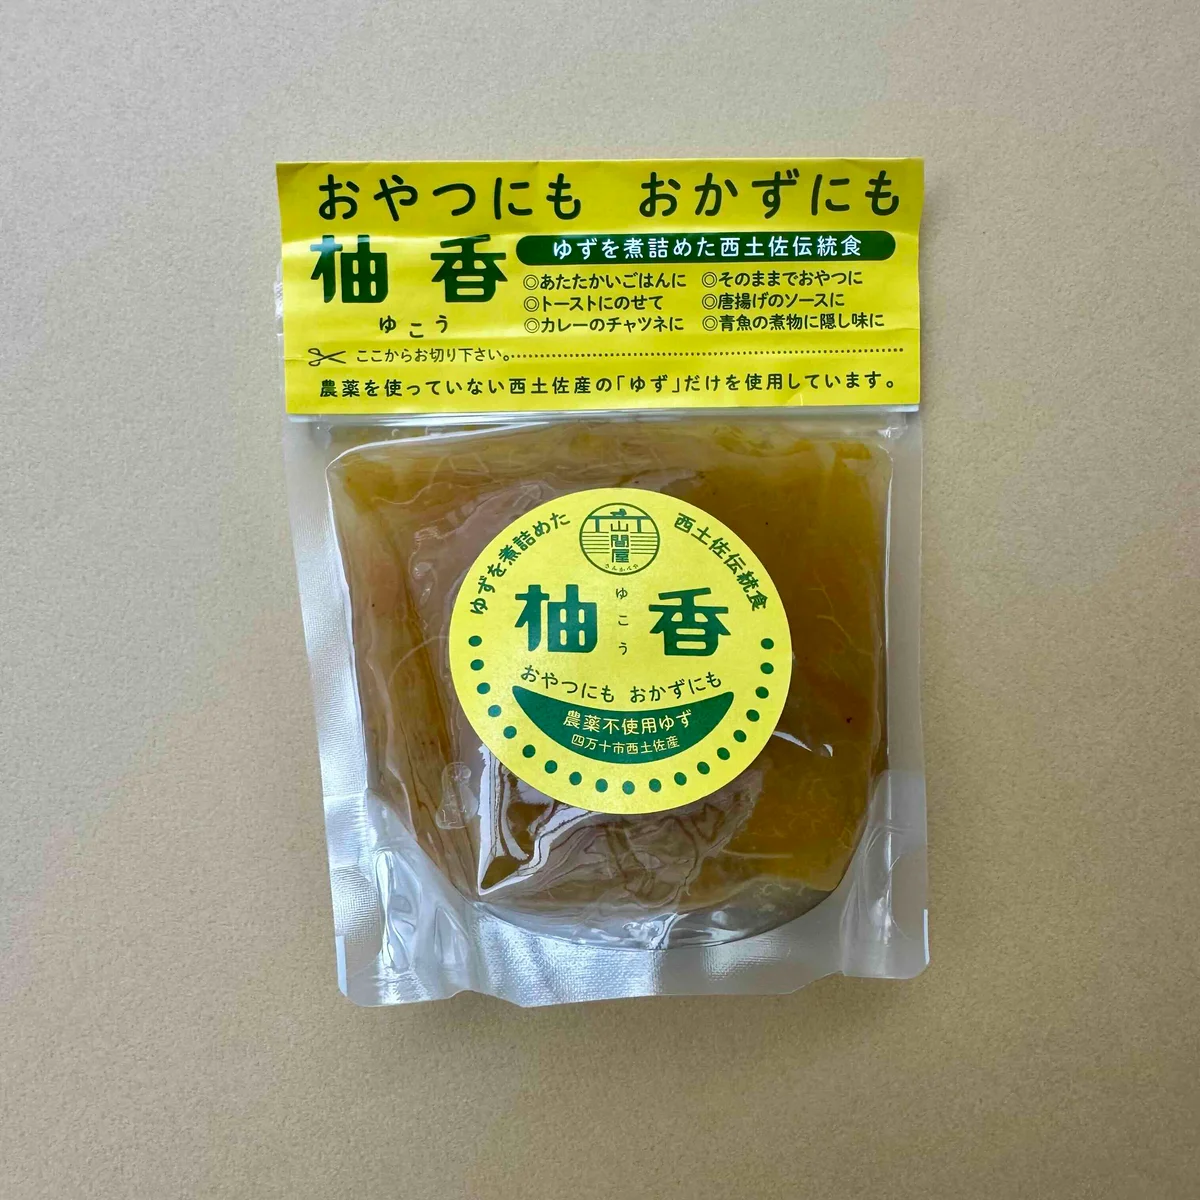 おやつにも おかずにも
柚香
ゆこう
ゆずを煮詰めた西土佐伝統食
◎あたたかいごはんに ◎そのままでおやつに
◎トーストにのせて ◎唐揚げのソースに
◎カレーのチャツネに ◎青魚の煮物に隠し味に
ここからお切り下さい。
農薬を使っていない西土佐産の「ゆず」だけを使用しています。
ゆずを煮詰めた 西土佐伝統食
山間屋
さんかんや
柚香
ゆこう
おやつにも おかずにも
農薬不使用ゆず
四万十市西土佐産